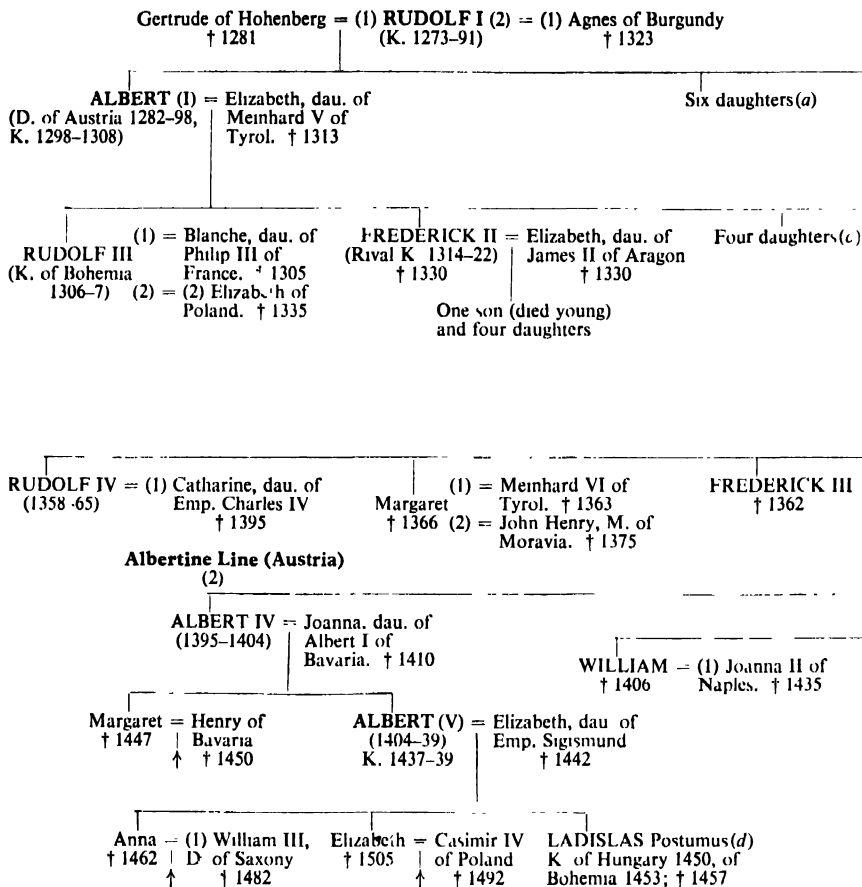 Gertrude of Hohenberg = (1) RUDOLF I (2) = (1) Agnes of Burgundy
† 1281 (K. 1273–91) † 1323
ALBERT (I) = Elizabeth, dau. of Six daughters(a)
(D. of Austria 1282–98, Meinhard V of
K. 1298–1308) Tyrol. † 1313
(1) = Blanche, dau. of FREDERICK II = Elizabeth, dau. of Four daughters(c)
RUDOLF III Philip III of (Rival K 1314–22) James II of Aragon
(K. of Bohemia France. † 1305 † 1330 † 1330
1306–7) (2) = (2) Elizabeth of One son (died young)
Poland. † 1335 and four daughters
RUDOLF IV = (1) Catharine, dau. of (1) = Meinhard VI of FREDERICK III
(1358-65) Emp. Charles IV Margaret Tyrol. † 1363 † 1362
† 1395 † 1366 (2) = John Henry, M. of
Moravia. † 1375
Albertine Line (Austria)
(2)
ALBERT IV = Joanna. dau. of
(1395–1404) Albert I of
Bavaria. † 1410 WILLIAM = (1) Joanna II of
† 1406 Naples. † 1435
Margaret = Henry of ALBERT (V) = Elizabeth, dau of
† 1447 Bavaria (1404–39) Emp. Sigismund
† 1450 K. 1437–39 † 1442
Anna = (1) William III, Elizabeth = Casimir IV LADISLAS Postumus(d)
† 1462 D of Saxony † 1505 of Poland K of Hungary 1450, of
† 1482 † 1492 Bohemia 1453; † 1457